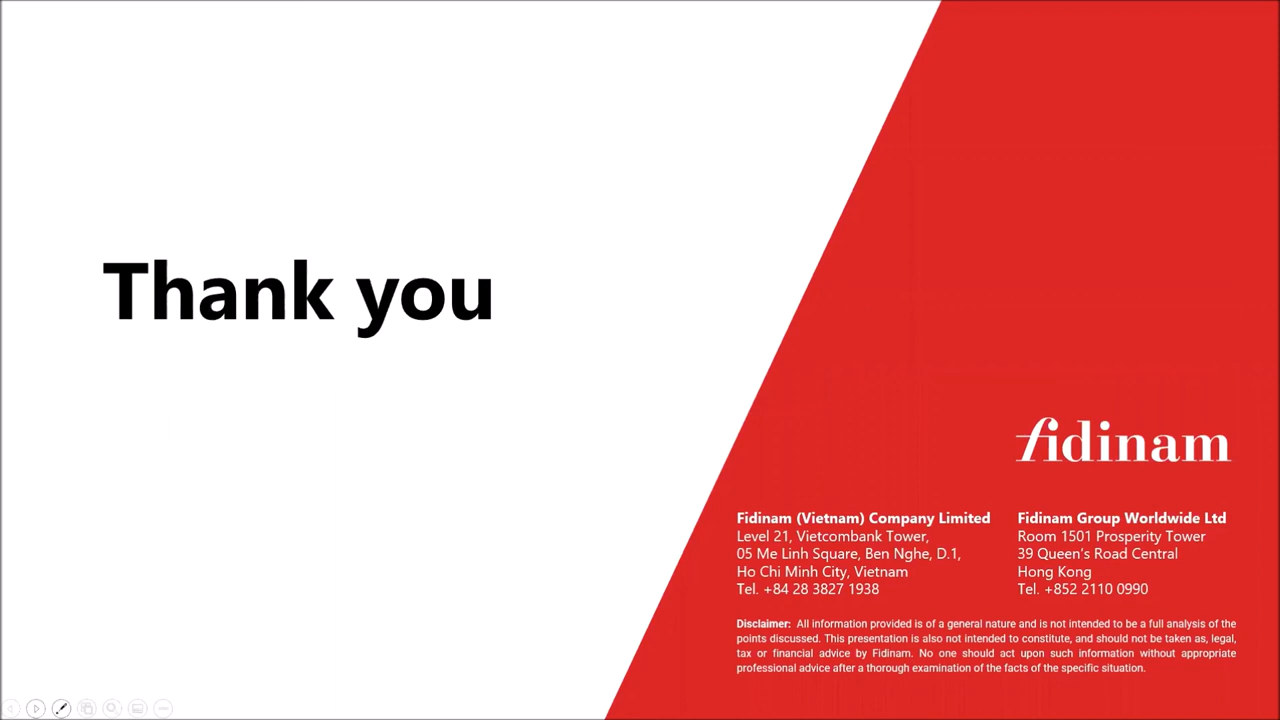 Thank you
fidinam
Fidinam (Vietnam) Company Limited
Level 21, Vietcombank Tower,
05 Me Linh Square, Ben Nghe, D.1,
Ho Chi Minh City, Vietnam
Tel. +84 28 3827 1938
Fidinam Group Worldwide Ltd
Room 1501 Prosperity Tower
39 Queen’s Road Central
Hong Kong
Tel. +852 2110 0990
Disclaimer: All information provided is of a general nature and is not intended to be a full analysis of the
points discussed. This presentation is also not intended to constitute, and should not be taken as, legal,
tax or financial advice by Fidinam. No one should act upon such information without appropriate
professional advice after a thorough examination of the facts of the specific situation.